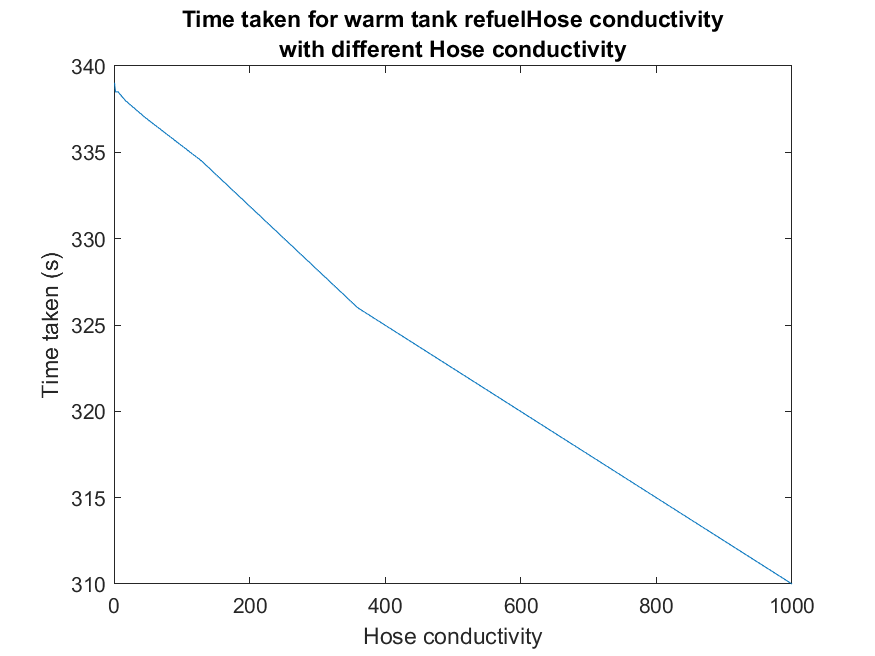 Time taken for warm tank refuelHose conductivity
with different Hose conductivity
340
335
330
325
320
315
310
Time taken (s)
0 200 400 600 800 1000
Hose conductivity